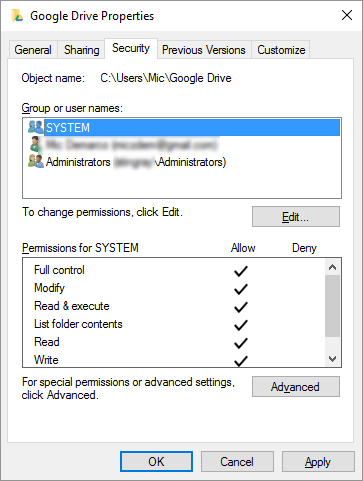 Google Drive Properties
General Sharing Security Previous Versions Customize
Object name: C:\Users\Mic\Google Drive
Group or user names:
SYSTEM
Administrators (\Administrators)
To change permissions, click Edit.
Edit...
Permissions for SYSTEM Allow Deny
Full control
Modify
Read & execute
List folder contents
Read
Write
For special permissions or advanced settings,
click Advanced.
Advanced
OK Cancel Apply